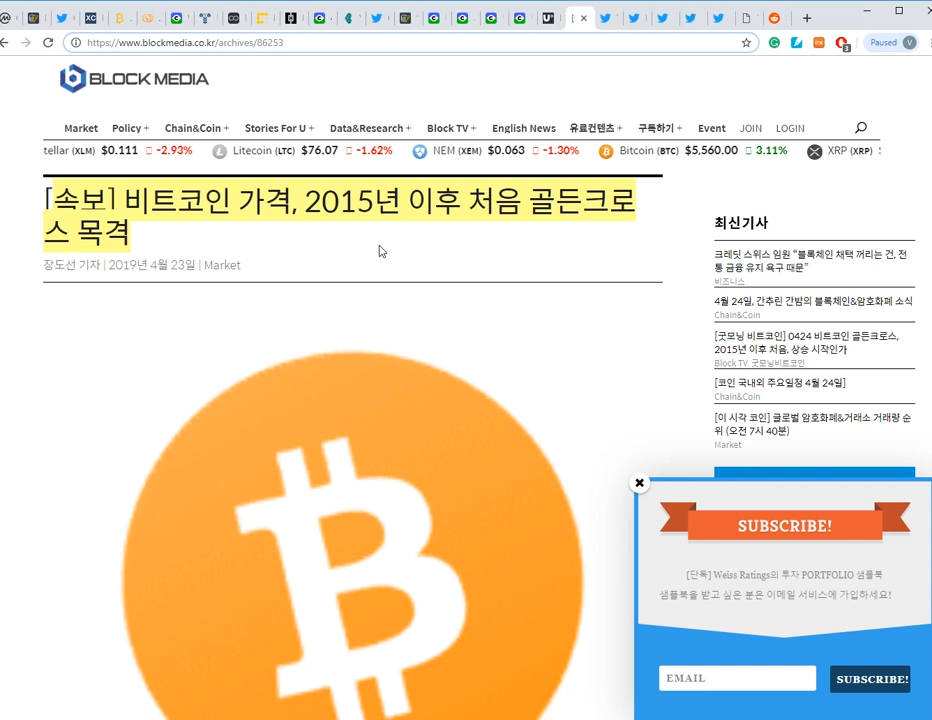 https://www.blockmedia.co.kr/archives/86253
Paused V
3
BLOCK MEDIA
Market Policy + Chain&Coin + Stories For U + Data&Research + Block TV + English News 유료컨텐츠 + 구독하기 + Event JOIN LOGIN
tellar (XLM) $0.111 -2.93% Litecoin (LTC) $76.07 -1.62% NEM (XEM) $0.063 -1.30% Bitcoin (BTC) $5,560.00 3.11% XRP (XRP)
[속보] 비트코인 가격, 2015년 이후 처음 골든크로
스 목격
장도선 기자 | 2019년 4월 23일 | Market
최신기사
크레딧 스위스 임원 “블록체인 채택 꺼리는 건, 전
통 금융 유지 욕구 때문”
비즈니스
4월 24일, 간추린 간밤의 블록체인&암호화폐 소식
Chain&Coin
[굿모닝 비트코인] 0424 비트코인 골든크로스,
2015년 이후 처음, 상승 시작인가
Block TV, 굿모닝비트코인
[코인 국내외 주요일정 4월 24일]
Chain&Coin
[이 시각 코인] 글로벌 암호화폐&거래소 거래량 순
위 (오전 7시 40분)
Market
SUBSCRIBE!
[단독] Weiss Ratings의 투자 PORTFOLIO 샘플북
샘플북을 받고 싶은 분은 이메일 서비스에 가입하세요!
EMAIL
SUBSCRIBE!